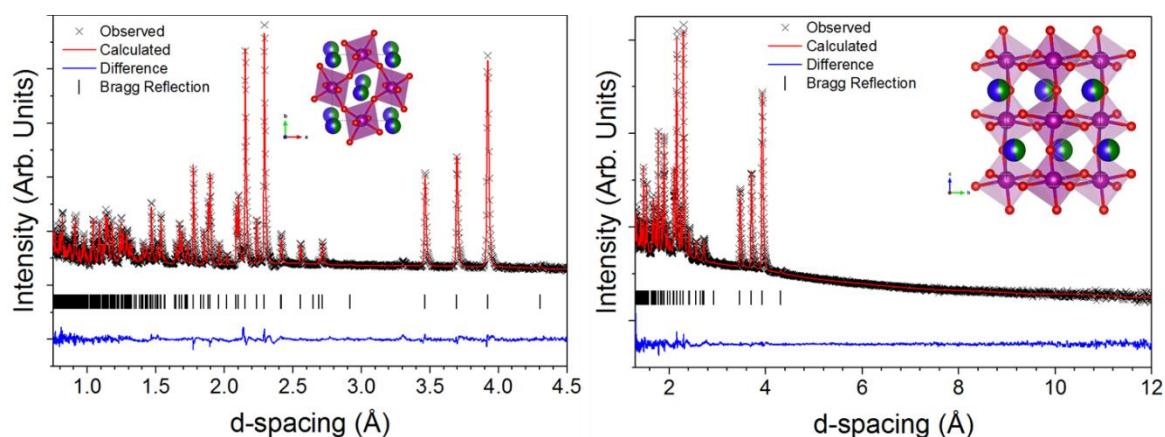 Observed
Calculated
Difference
Bragg Reflection
b
a
Intensity (Arb. Units)
1.0 1.5 2.0 2.5 3.0 3.5 4.0 4.5
d-spacing (Å)
Observed
Calculated
Difference
Bragg Reflection
c
b
Intensity (Arb. Units)
2 4 6 8 10 12
d-spacing (Å)